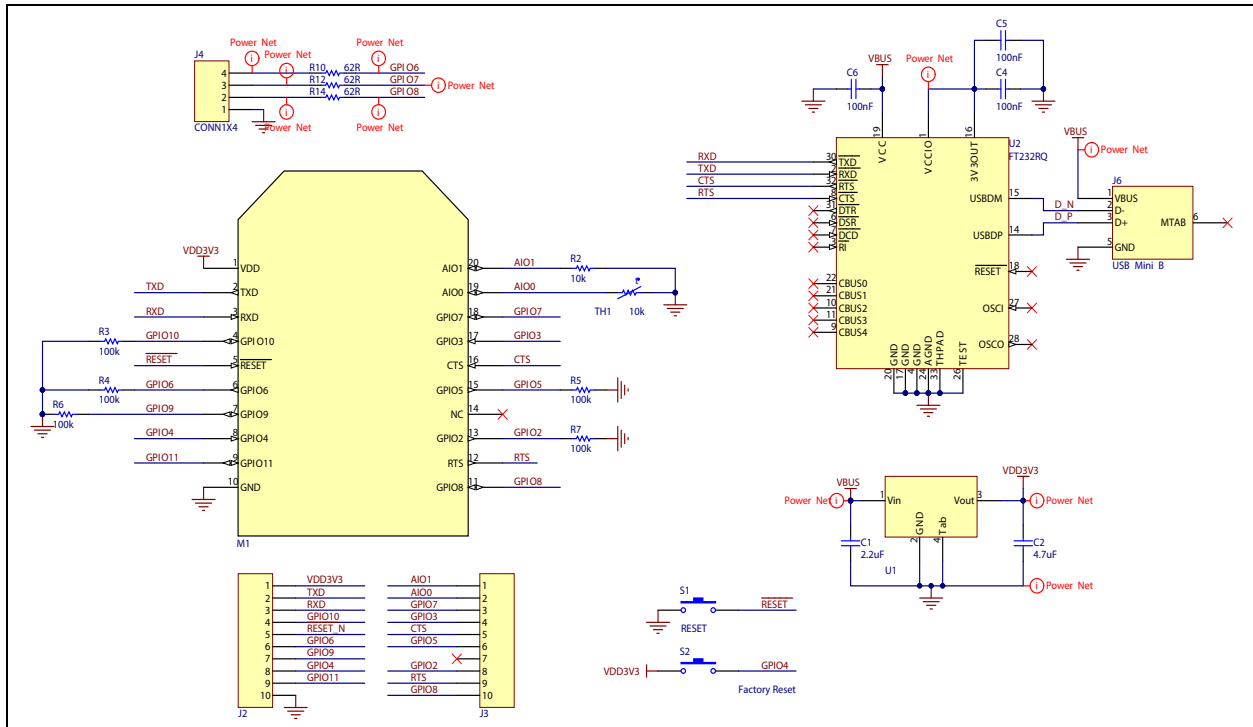 J4
Power Net
Power Net
Power Net
4
R10
62R
GPIO6
3
R12
62R
GPIO7
Power Net
2
R14
62R
GPIO8
1
CONN1X4
Power Net
Power Net
VDD3V3
1
VDD
TXD
2
TXD
RXD
3
RXD
R3
100k
GPIO10
4
GPIO10
RESET
5
RESET
R4
100k
GPIO6
6
GPIO6
R6
100k
GPIO9
7
GPIO9
GPIO4
8
GPIO4
GPIO11
9
GPIO11
10
GND
M1
AIO1
20
AIO1
R2
10k
AIO0
19
AIO0
TH1
10k
GPIO7
18
GPIO7
GPIO3
17
GPIO3
CTS
16
CTS
GPIO5
15
GPIO5
R5
100k
NC
14
GPIO2
13
GPIO2
R7
100k
RTS
12
RTS
GPIO8
11
GPIO8
C5
100nF
VBUS
Power Net
C6
100nF
C4
100nF
19
VCC
1
VCCIO
16
3V3OUT
U2
FT232RQ
RXD
30
TXD
TXD
2
RXD
CTS
32
RTS
RTS
8
CTS
31
DTR
6
DSR
7
DCD
3
RI
22
CBUS0
21
CBUS1
10
CBUS2
11
CBUS3
9
CBUS4
USBDM
15
D_N
USBDP
14
D_P
RESET
18
OSCI
27
OSCO
28
20
GND
17
GND
4
GND
24
AGND
33
THPAD
26
TEST
VBUS
Power Net
J6
1
VBUS
2
D-
3
D+
5
GND
MTAB
6
USB Mini B
VBUS
Power Net
1
Vin
Vout
3
VDD3V3
Power Net
2
GND
4
Tab
C1
2.2uF
C2
4.7uF
U1
Power Net
1
VDD3V3
2
TXD
3
RXD
4
GPIO10
5
RESET_N
6
GPIO6
7
GPIO9
8
GPIO4
9
GPIO11
10
J2
AIO1
1
AIO0
2
GPIO7
3
GPIO3
4
CTS
5
GPIO5
6
7
GPIO2
8
RTS
9
GPIO8
10
J3
S1
RESET
RESET
S2
VDD3V3
GPIO4
Factory Reset